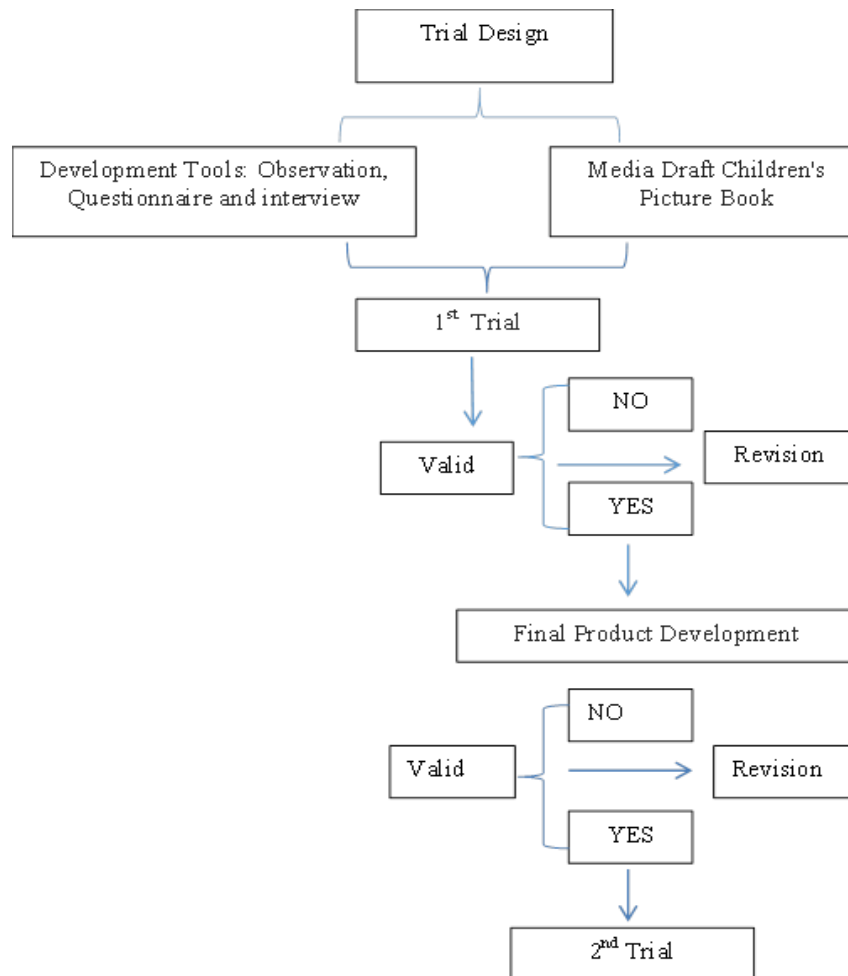 Trial Design
Development Tools: Observation,
Questionnaire and interview
Media Draft Children's
Picture Book
1st Trial
NO
Valid
Revision
YES
Final Product Development
NO
Valid
Revision
YES
2nd Trial